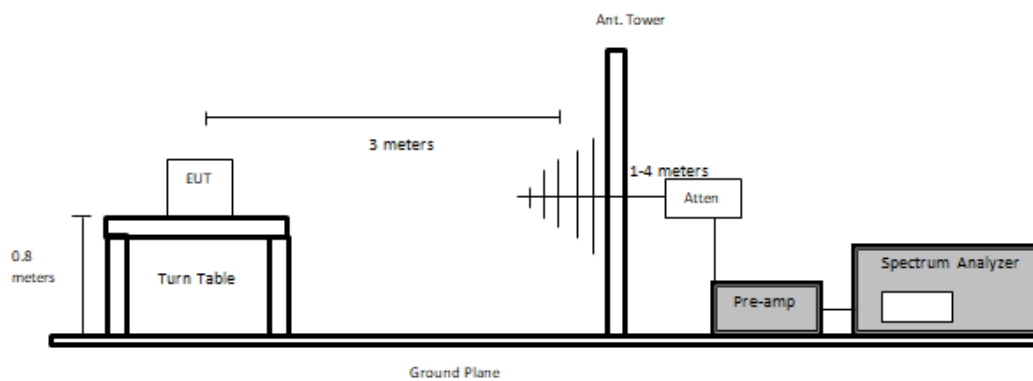 Ant. Tower
3 meters
EUT
1-4 meters
Atten
0.8
meters
Turn Table
Spectrum Analyzer
Pre-amp
Ground Plane